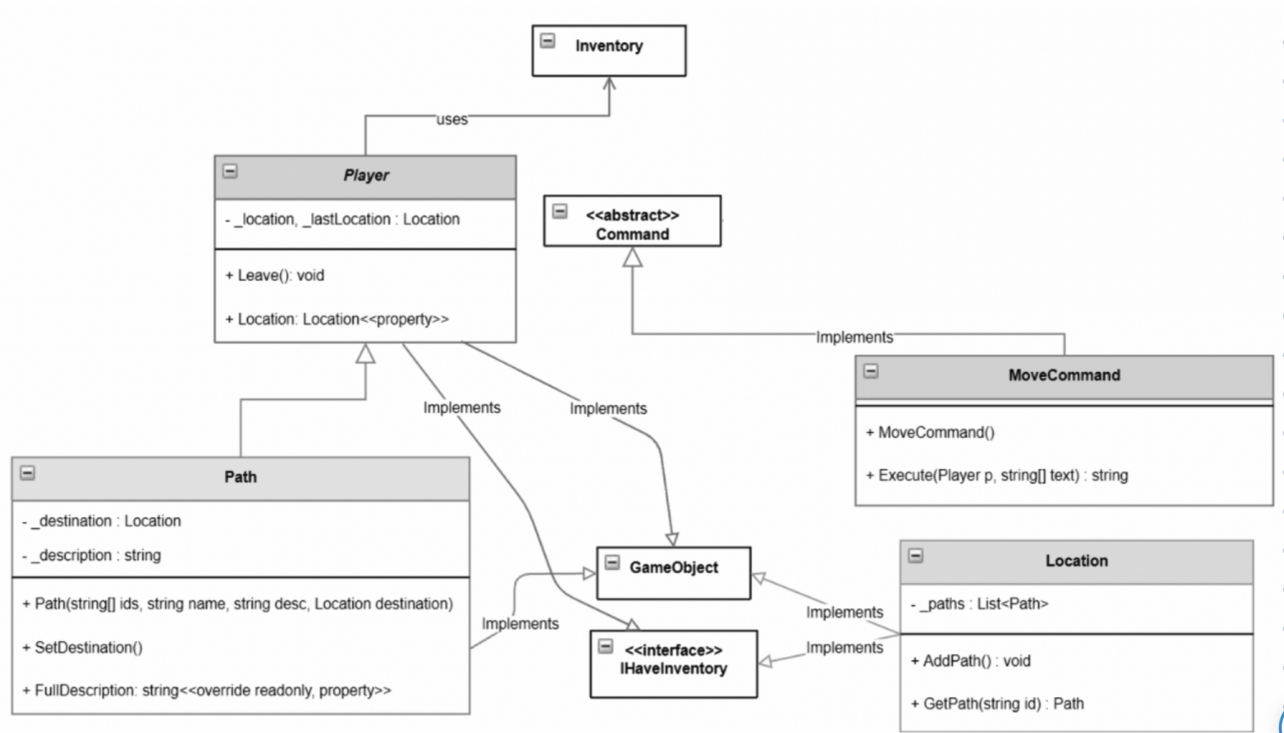 Inventory
uses
Player
- _location, _lastLocation : Location
+ Leave(): void
+ Location: Location<<property>>
<<abstract>>
Command
Implements
MoveCommand
+ MoveCommand()
+ Execute(Player p, string[] text) : string
Implements
Implements
Path
- _destination : Location
- _description : string
+ Path(string[] ids, string name, string desc, Location destination)
+ SetDestination()
+ FullDescription: string<<override readonly, property>>
Implements
GameObject
<<interface>>
IHaveInventory
Implements
Implements
Location
- _paths : List<Path>
+ AddPath() : void
+ GetPath(string id) : Path